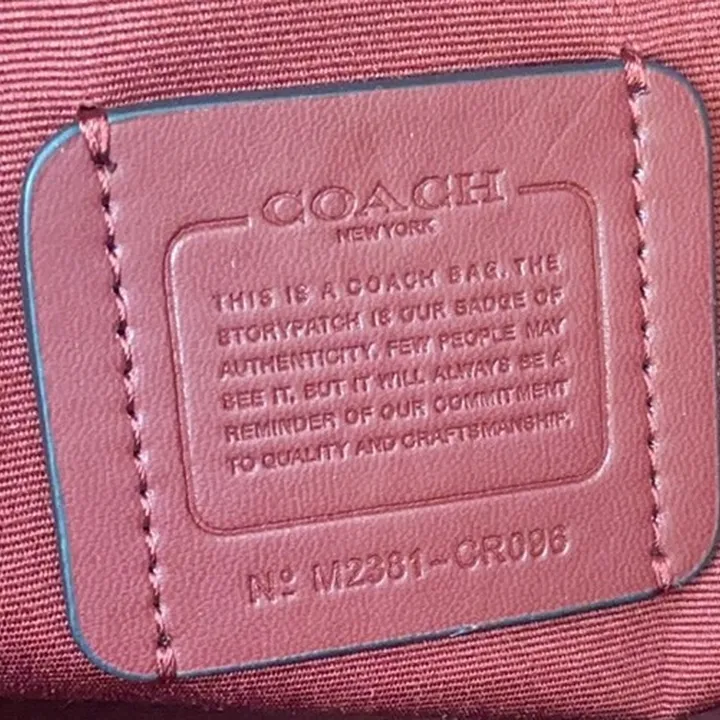 COACH
NEW YORK
THIS IS A COACH BAG. THE
STORYPATCH IS OUR BADGE OF
AUTHENTICITY. FEW PEOPLE MAY
SEE IT, BUT IT WILL ALWAYS BE A
REMINDER OF OUR COMMITMENT
TO QUALITY AND CRAFTSMANSHIP.
Nº M2381-CR096